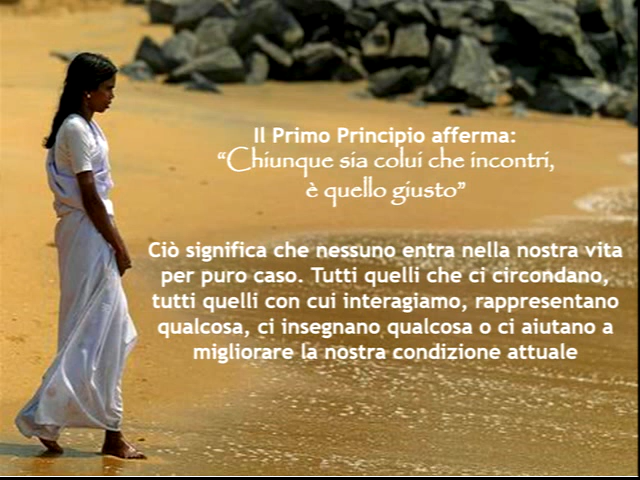 Il Primo Principio afferma:
“Chiunque sia colui che incontri,
è quello giusto”
Ciò significa che nessuno entra nella nostra vita
per puro caso. Tutti quelli che ci circondano,
tutti quelli con cui interagiamo, rappresentano
qualcosa, ci insegnano qualcosa o ci aiutano a
migliorare la nostra condizione attuale